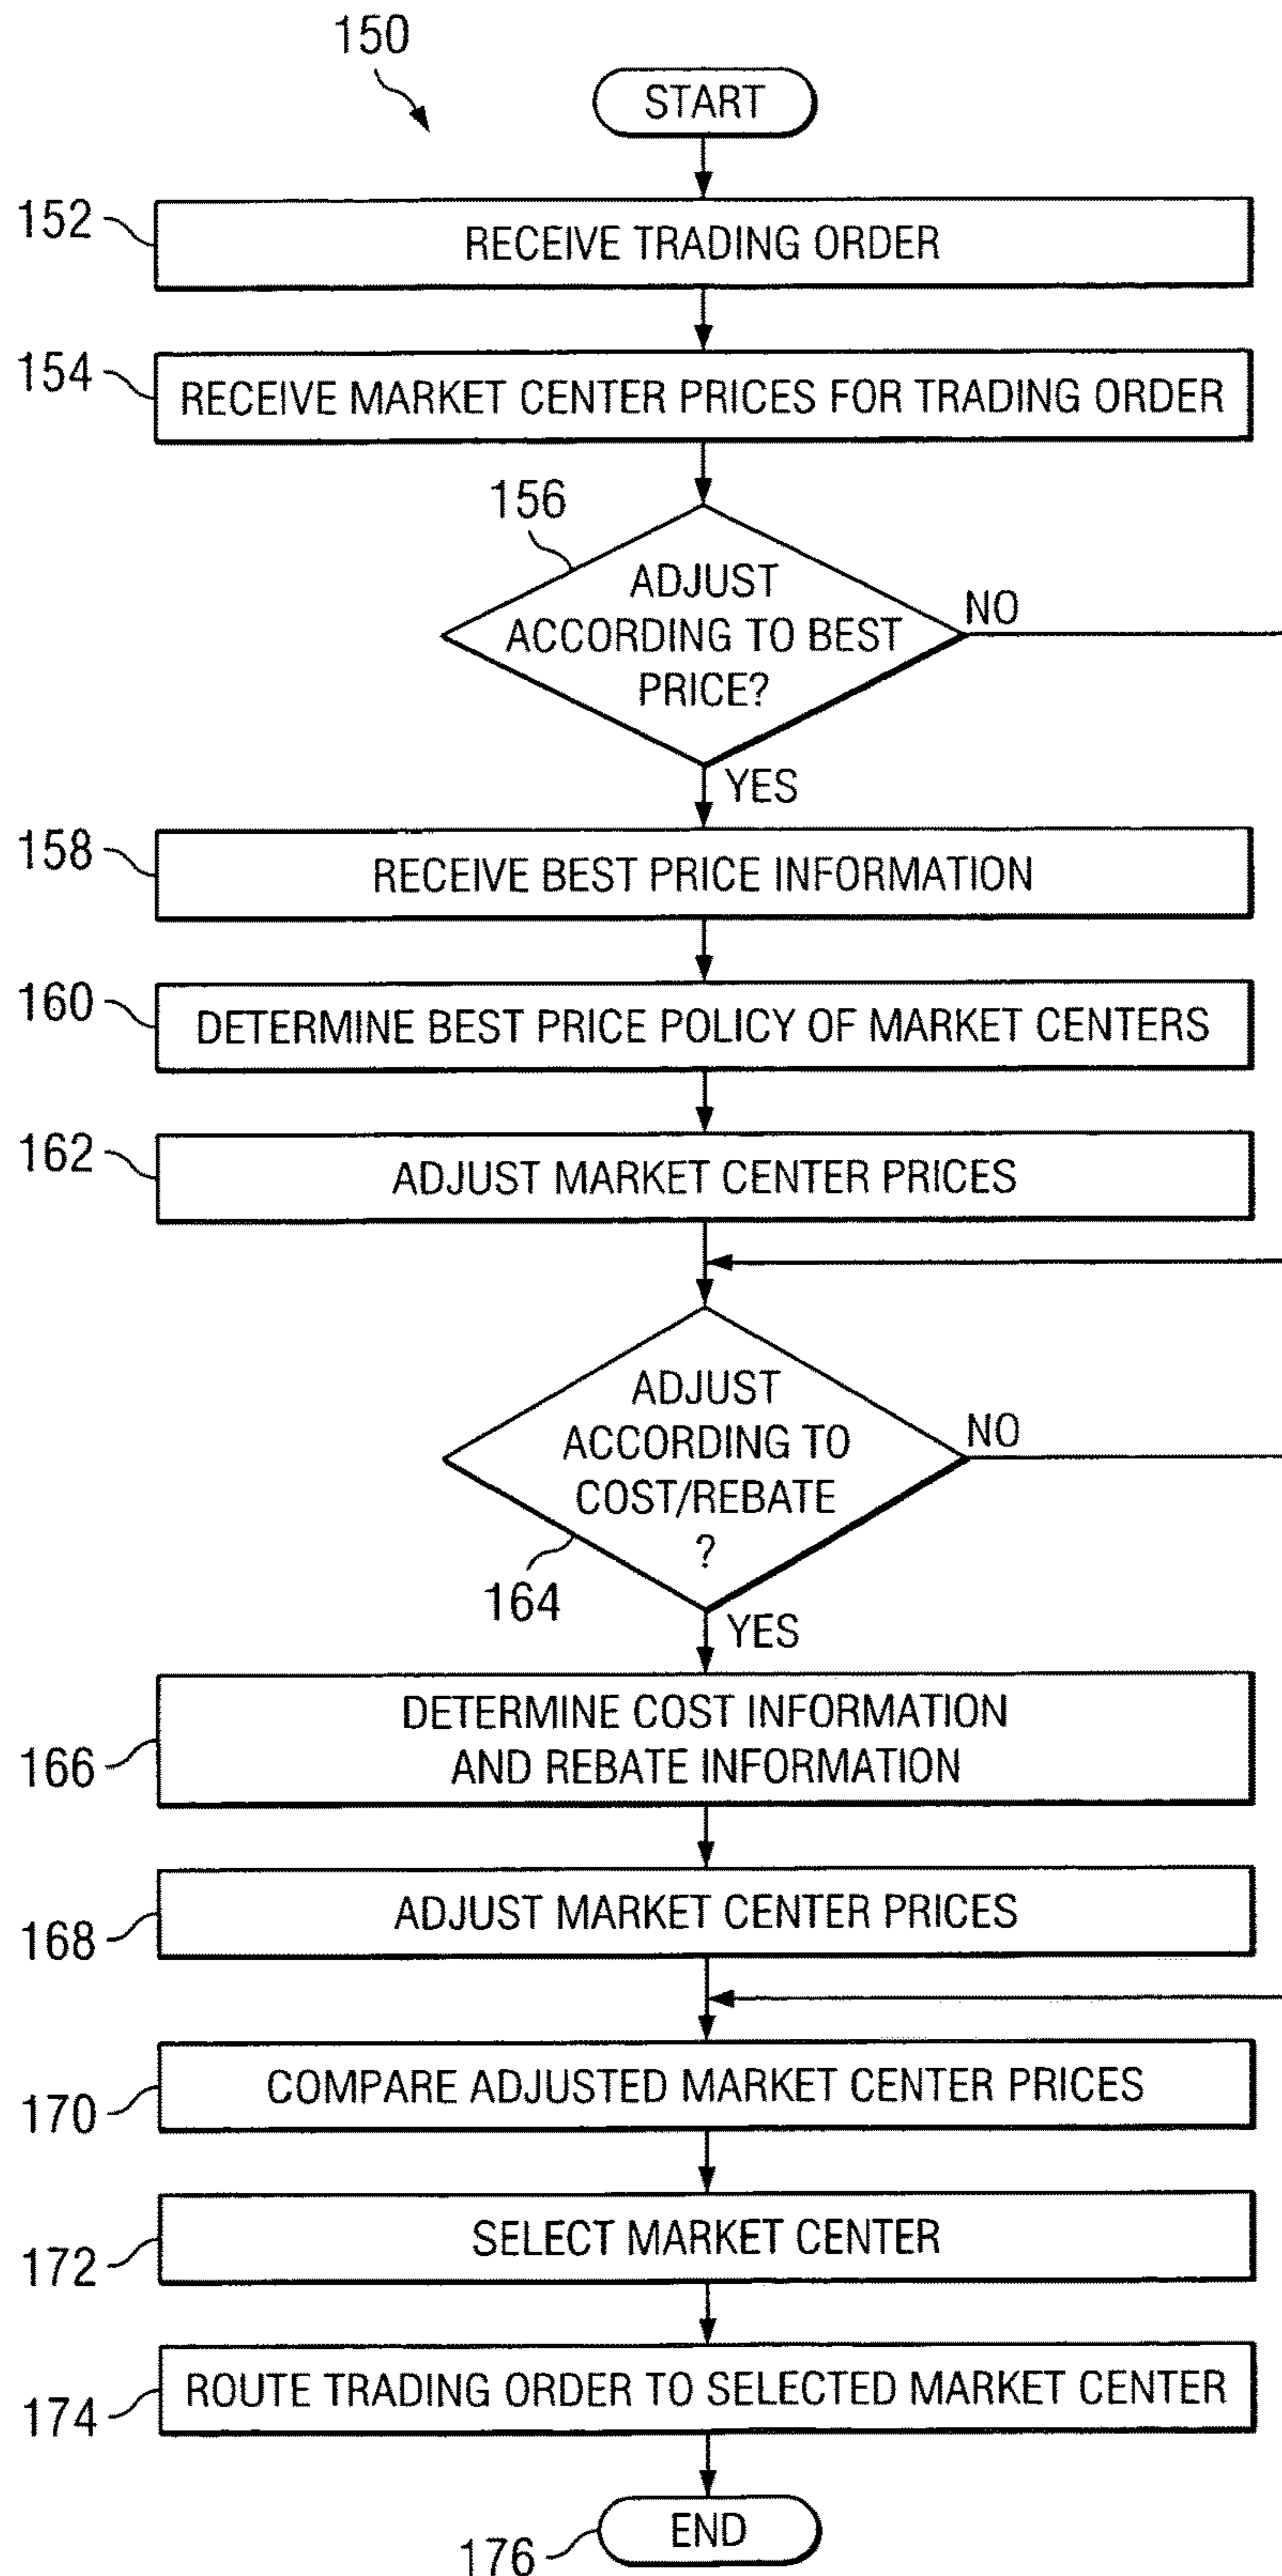 150
START
152
RECEIVE TRADING ORDER
154
RECEIVE MARKET CENTER PRICES FOR TRADING ORDER
156
ADJUST
ACCORDING TO BEST
PRICE?
NO
YES
158
RECEIVE BEST PRICE INFORMATION
160
DETERMINE BEST PRICE POLICY OF MARKET CENTERS
162
ADJUST MARKET CENTER PRICES
ADJUST
ACCORDING TO
COST/REBATE
?
NO
164
YES
DETERMINE COST INFORMATION
AND REBATE INFORMATION
166
ADJUST MARKET CENTER PRICES
168
COMPARE ADJUSTED MARKET CENTER PRICES
170
SELECT MARKET CENTER
172
ROUTE TRADING ORDER TO SELECTED MARKET CENTER
174
END
176